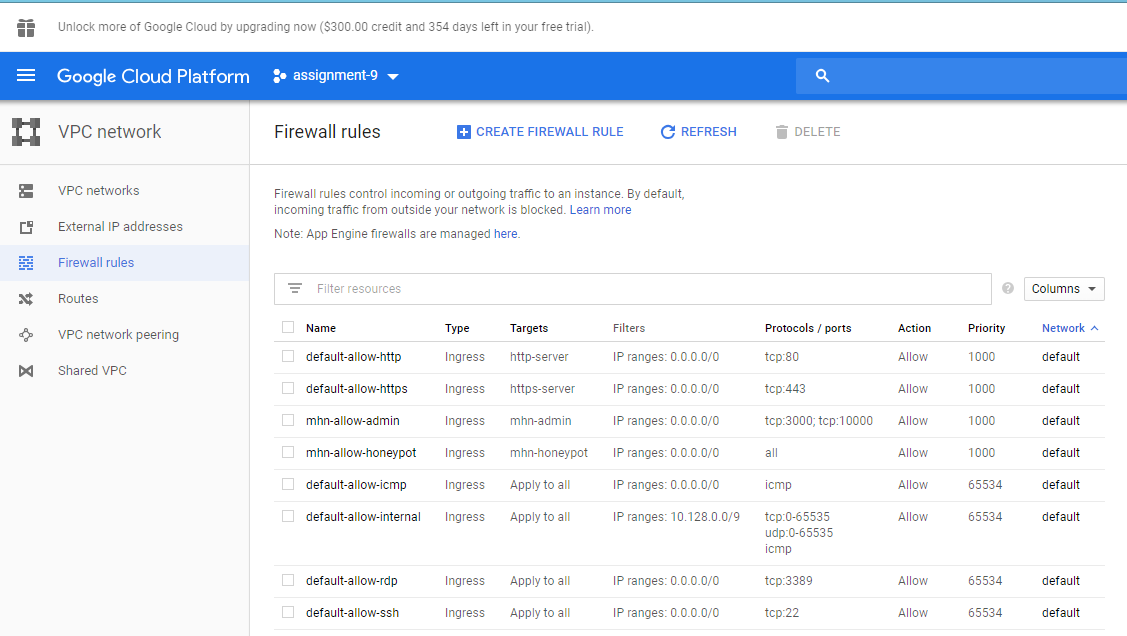 Unlock more of Google Cloud by upgrading now ($300.00 credit and 354 days left in your free trial).
Google Cloud Platform assignment-9
VPC network
VPC networks
External IP addresses
Firewall rules
Routes
VPC network peering
Shared VPC
Firewall rules CREATE FIREWALL RULE REFRESH DELETE
Firewall rules control incoming or outgoing traffic to an instance. By default,
incoming traffic from outside your network is blocked. Learn more
Note: App Engine firewalls are managed here.
Filter resources ? Columns
Name Type Targets Filters Protocols / ports Action Priority Network
default-allow-http Ingress http-server IP ranges: 0.0.0.0/0 tcp:80 Allow 1000 default
default-allow-https Ingress https-server IP ranges: 0.0.0.0/0 tcp:443 Allow 1000 default
mhn-allow-admin Ingress mhn-admin IP ranges: 0.0.0.0/0 tcp:3000; tcp:10000 Allow 1000 default
mhn-allow-honeypot Ingress mhn-honeypot IP ranges: 0.0.0.0/0 all Allow 1000 default
default-allow-icmp Ingress Apply to all IP ranges: 0.0.0.0/0 icmp Allow 65534 default
default-allow-internal Ingress Apply to all IP ranges: 10.128.0.0/9 tcp:0-65535 Allow 65534 default
udp:0-65535
icmp
default-allow-rdp Ingress Apply to all IP ranges: 0.0.0.0/0 tcp:3389 Allow 65534 default
default-allow-ssh Ingress Apply to all IP ranges: 0.0.0.0/0 tcp:22 Allow 65534 default